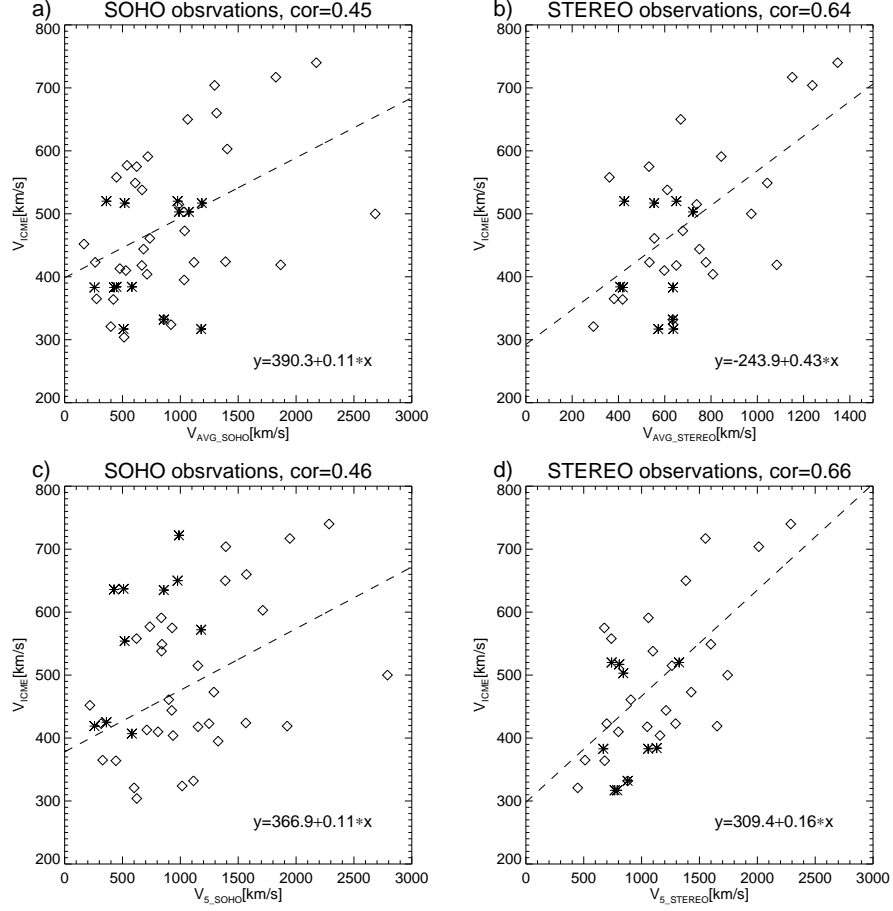 a) SOHO obsrvations, cor=0.45
800
700
600
500
400
300
200
V_ICME[km/s]
0 500 1000 1500 2000 2500 3000
V_AVG_SOHO[km/s]
y=390.3+0.11*x
b) STEREO observations, cor=0.64
800
700
600
500
400
300
200
V_ICME[km/s]
0 200 400 600 800 1000 1200 1400
V_AVG_STEREO[km/s]
y=-243.9+0.43*x
c) SOHO obsrvations, cor=0.46
800
700
600
500
400
300
200
V_ICME[km/s]
0 500 1000 1500 2000 2500 3000
V_5_SOHO[km/s]
y=366.9+0.11*x
d) STEREO observations, cor=0.66
800
700
600
500
400
300
200
V_ICME[km/s]
0 500 1000 1500 2000 2500 3000
V_5_STEREO[km/s]
y=309.4+0.16*x